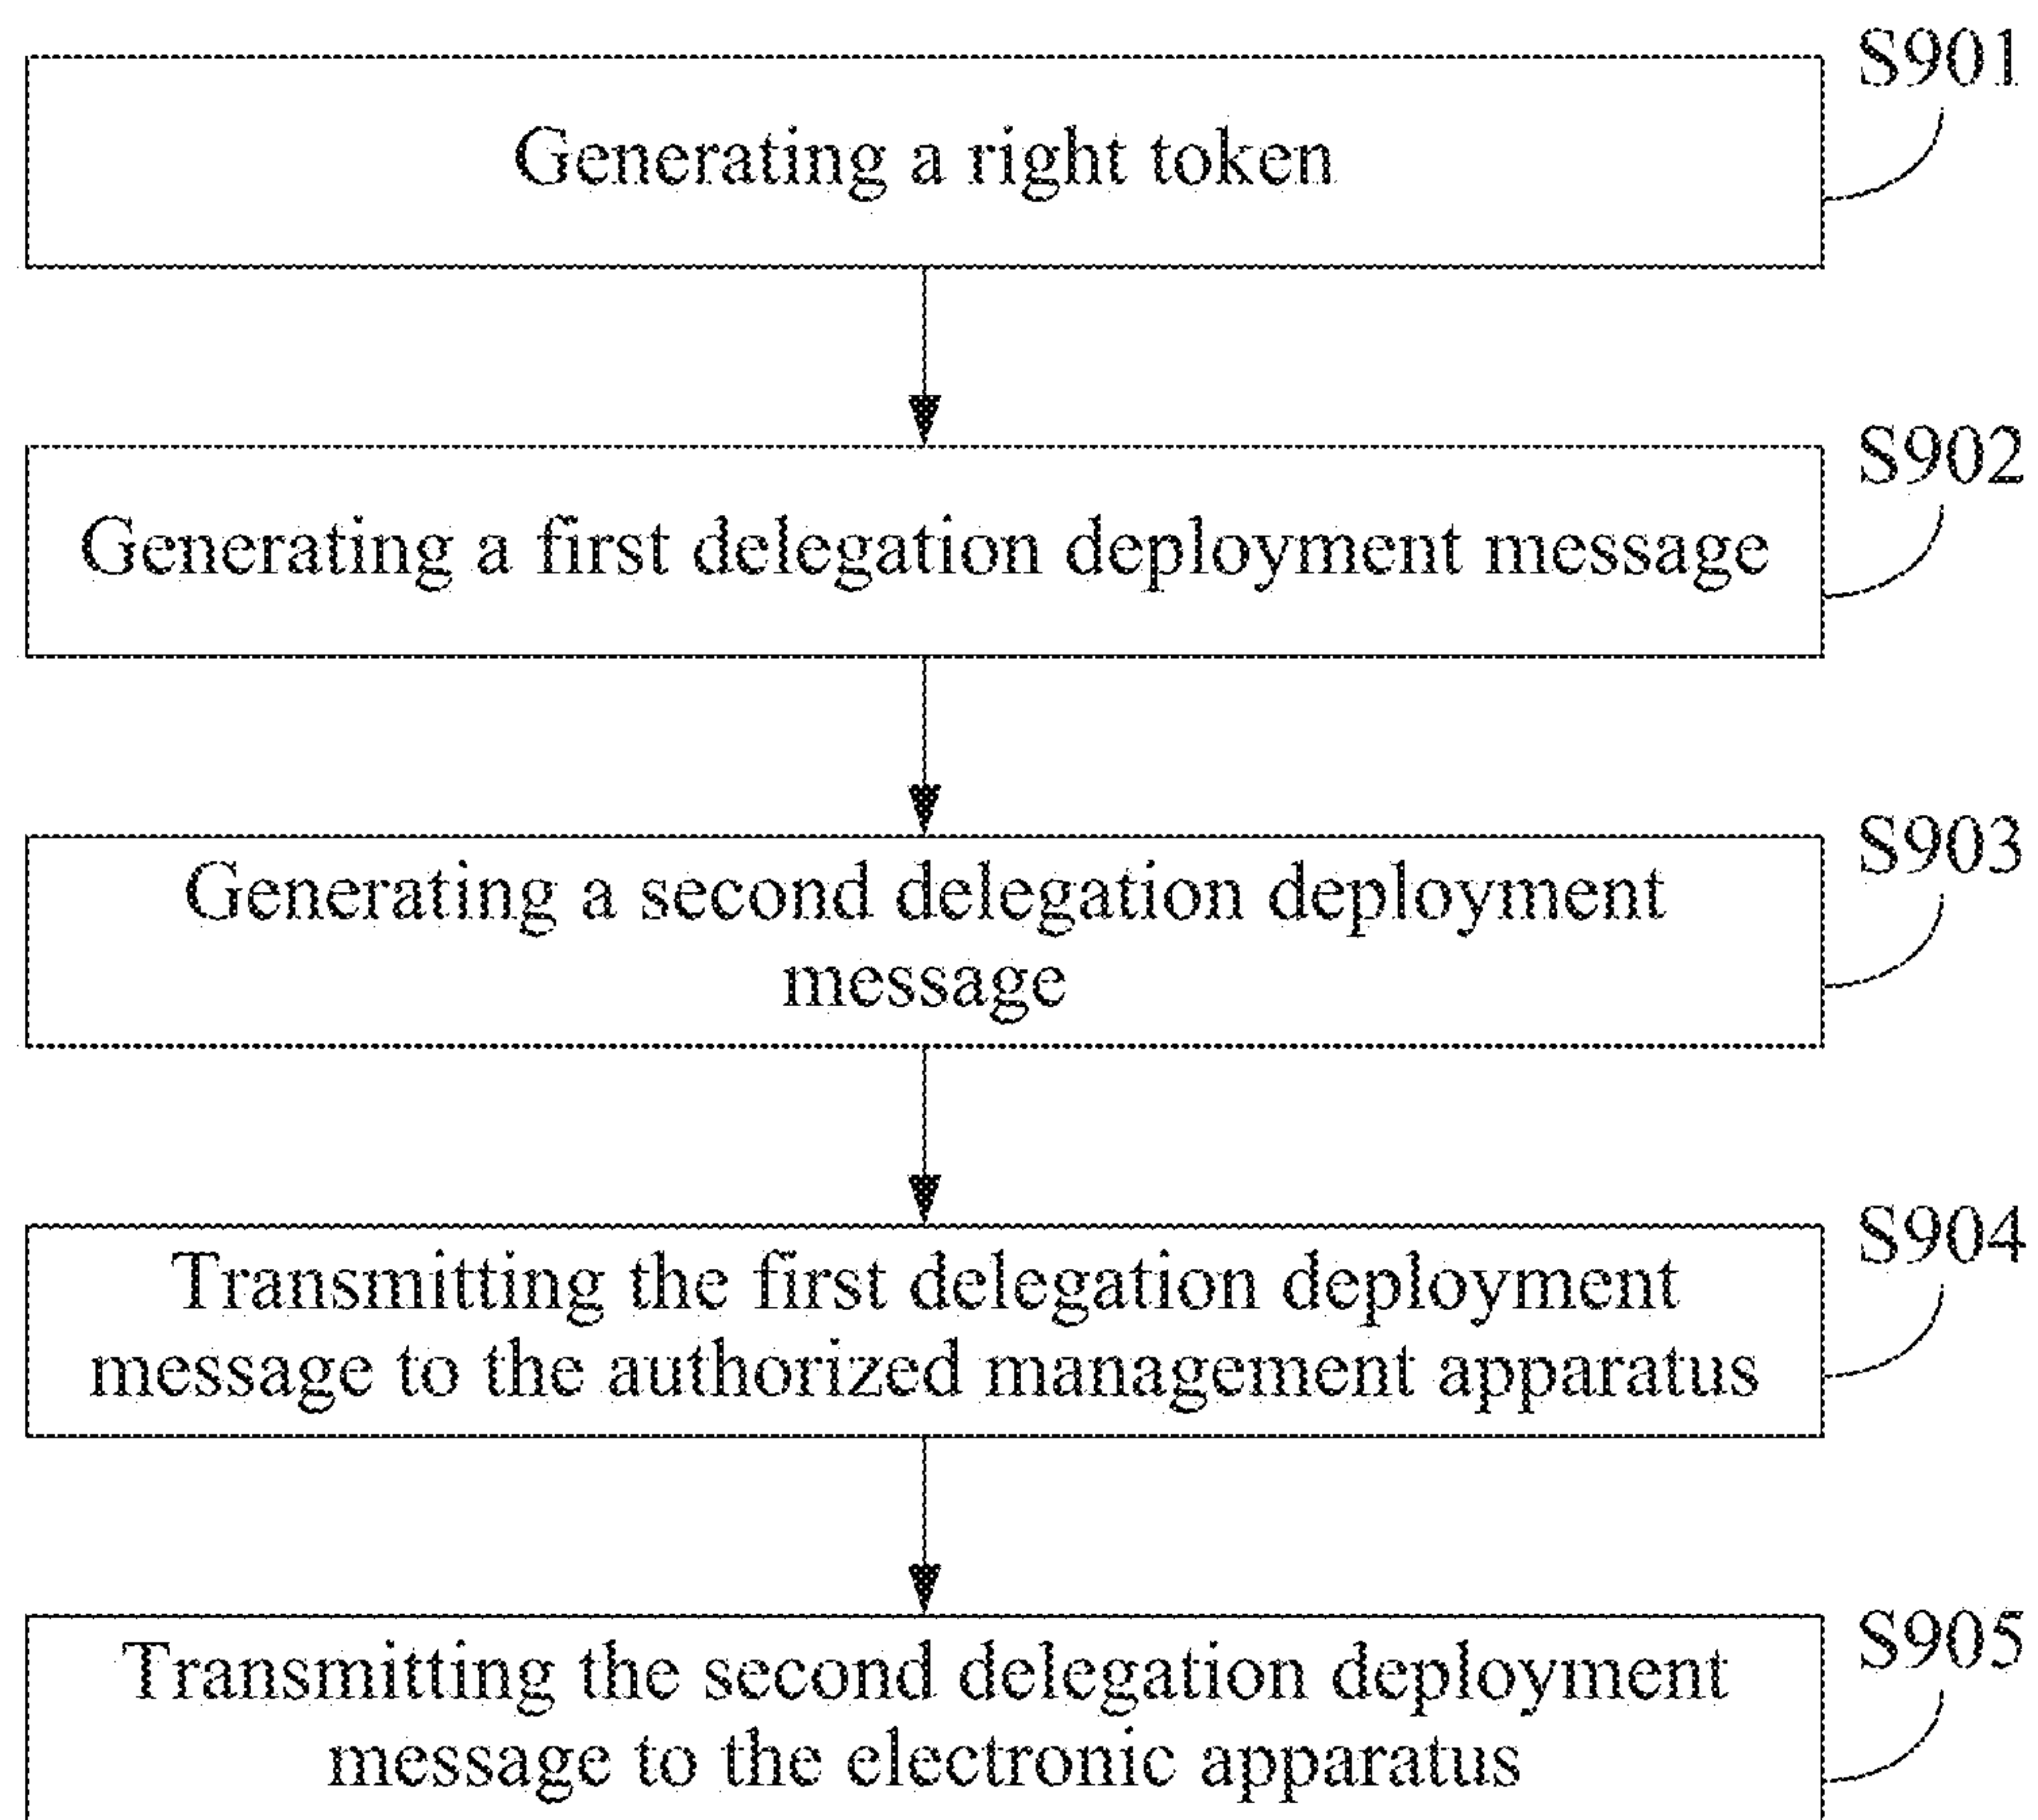 S901
Generating a right token
S902
Generating a first delegation deployment message
S903
Generating a second delegation deployment
message
S904
Transmitting the first delegation deployment
message to the authorized management apparatus
S905
Transmitting the second delegation deployment
message to the electronic apparatus